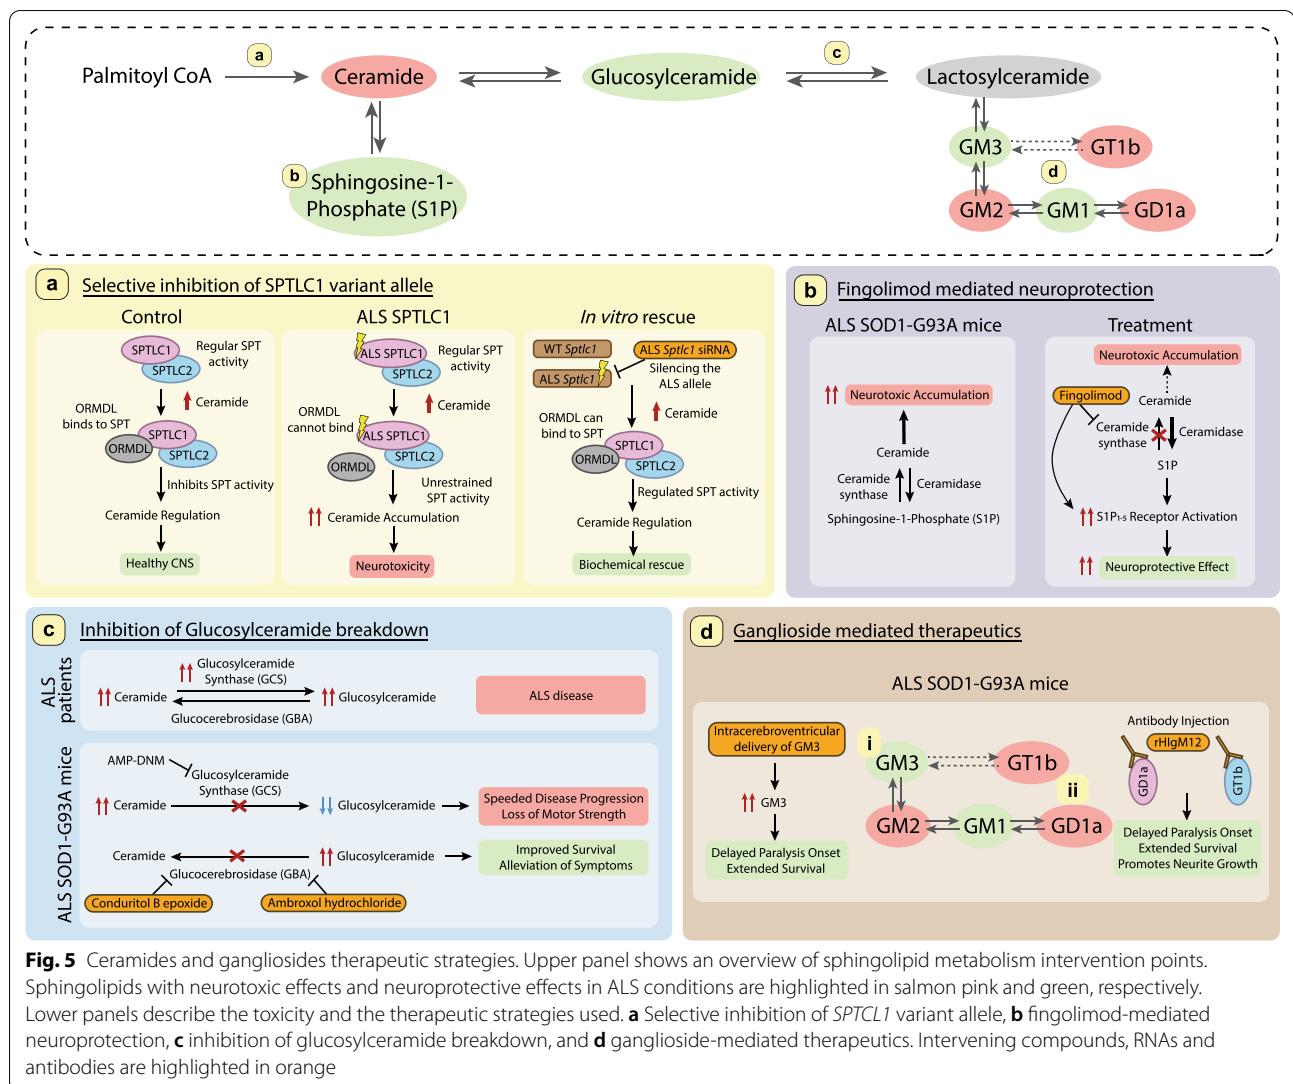 a
c
Palmitoyl CoA
Ceramide
Glucosylceramide
Lactosylceramide
GM3
GT1b
b
Sphingosine-1-
Phosphate (S1P)
d
GM2
GM1
GD1a
a
Selective inhibition of SPTLC1 variant allele
Control
SPTLC1
SPTLC2
Regular SPT
activity
Ceramide
ORMDL
binds to SPT
SPTLC1
ORMDL
SPTLC2
Inhibits SPT activity
Ceramide Regulation
Healthy CNS
ALS SPTLC1
ALS SPTLC1
SPTLC2
Regular SPT
activity
Ceramide
ORMDL
cannot bind
ALS SPTLC1
SPTLC2
ORMDL
Unrestrained
SPT activity
Ceramide Accumulation
Neurotoxicity
In vitro rescue
WT Sptlc1
ALS Sptlc1 siRNA
ALS Sptlc1
Silencing the
ALS allele
Ceramide
ORMDL can
bind to SPT
SPTLC1
ORMDL
SPTLC2
Regulated SPT activity
Ceramide Regulation
Biochemical rescue
b
Fingolimod mediated neuroprotection
ALS SOD1-G93A mice
Neurotoxic Accumulation
Ceramide
Ceramide
synthase
Ceramidase
Sphingosine-1-Phosphate (S1P)
Treatment
Neurotoxic Accumulation
Fingolimod
Ceramide
Ceramide
synthase
Ceramidase
S1P
S1P1-5 Receptor Activation
Neuroprotective Effect
c
Inhibition of Glucosylceramide breakdown
ALS
patients
Glucosylceramide
Synthase (GCS)
Ceramide
Glucosylceramide
Glucocerebrosidase (GBA)
ALS disease
ALS SOD1-G93A mice
AMP-DNM
Glucosylceramide
Synthase (GCS)
Ceramide
Glucosylceramide
Speeded Disease Progression
Loss of Motor Strength
Ceramide
Glucosylceramide
Improved Survival
Alleviation of Symptoms
Glucocerebrosidase (GBA)
Conduritol B epoxide
Ambroxol hydrochloride
d
Ganglioside mediated therapeutics
ALS SOD1-G93A mice
Intracerebroventricular
delivery of GM3
GM3
Delayed Paralysis Onset
Extended Survival
i
GM3
GT1b
ii
GM2
GM1
GD1a
Antibody Injection
rHIgM12
GD1a
GT1b
Delayed Paralysis Onset
Extended Survival
Promotes Neurite Growth
Fig. 5 Ceramides and gangliosides therapeutic strategies. Upper panel shows an overview of sphingolipid metabolism intervention points.
Sphingolipids with neurotoxic effects and neuroprotective effects in ALS conditions are highlighted in salmon pink and green, respectively.
Lower panels describe the toxicity and the therapeutic strategies used. a Selective inhibition of SPTCL1 variant allele, b fingolimod-mediated
neuroprotection, c inhibition of glucosylceramide breakdown, and d ganglioside-mediated therapeutics. Intervening compounds, RNAs and
antibodies are highlighted in orange